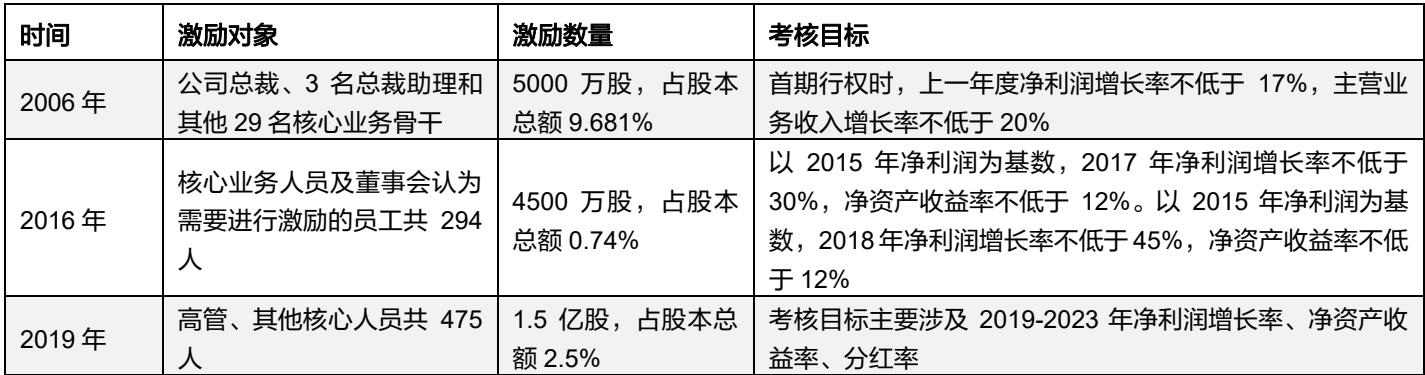 时间 激励对象 激励数量 考核目标
2006 年
公司总裁、3 名总裁助理和
其他 29 名核心业务骨干
5000 万股，占股本
总额 9.681%
首期行权时，上一年度净利润增长率不低于 17%，主营业
务收入增长率不低于 20%
2016 年
核心业务人员及董事会认为
需要进行激励的员工共 294
人
4500 万股，占股本
总额 0.74%
以 2015 年净利润为基数，2017 年净利润增长率不低于
30%，净资产收益率不低于 12%。以 2015 年净利润为基
数，2018 年净利润增长率不低于 45%，净资产收益率不低
于 12%
2019 年
高管、其他核心人员共 475
人
1.5 亿股，占股本总
额 2.5%
考核目标主要涉及 2019-2023 年净利润增长率、净资产收
益率、分红率